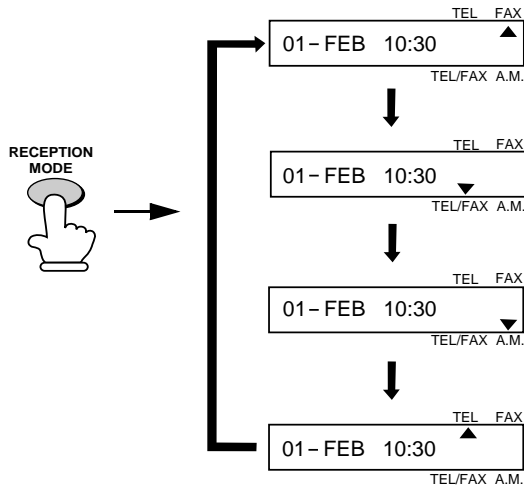 TEL FAX
01–FEB 10:30
TEL/FAX A.M.
RECEPTION
MODE
TEL FAX
01–FEB 10:30
TEL/FAX A.M.
TEL FAX
01–FEB 10:30
TEL/FAX A.M.
TEL FAX
01–FEB 10:30
TEL/FAX A.M.